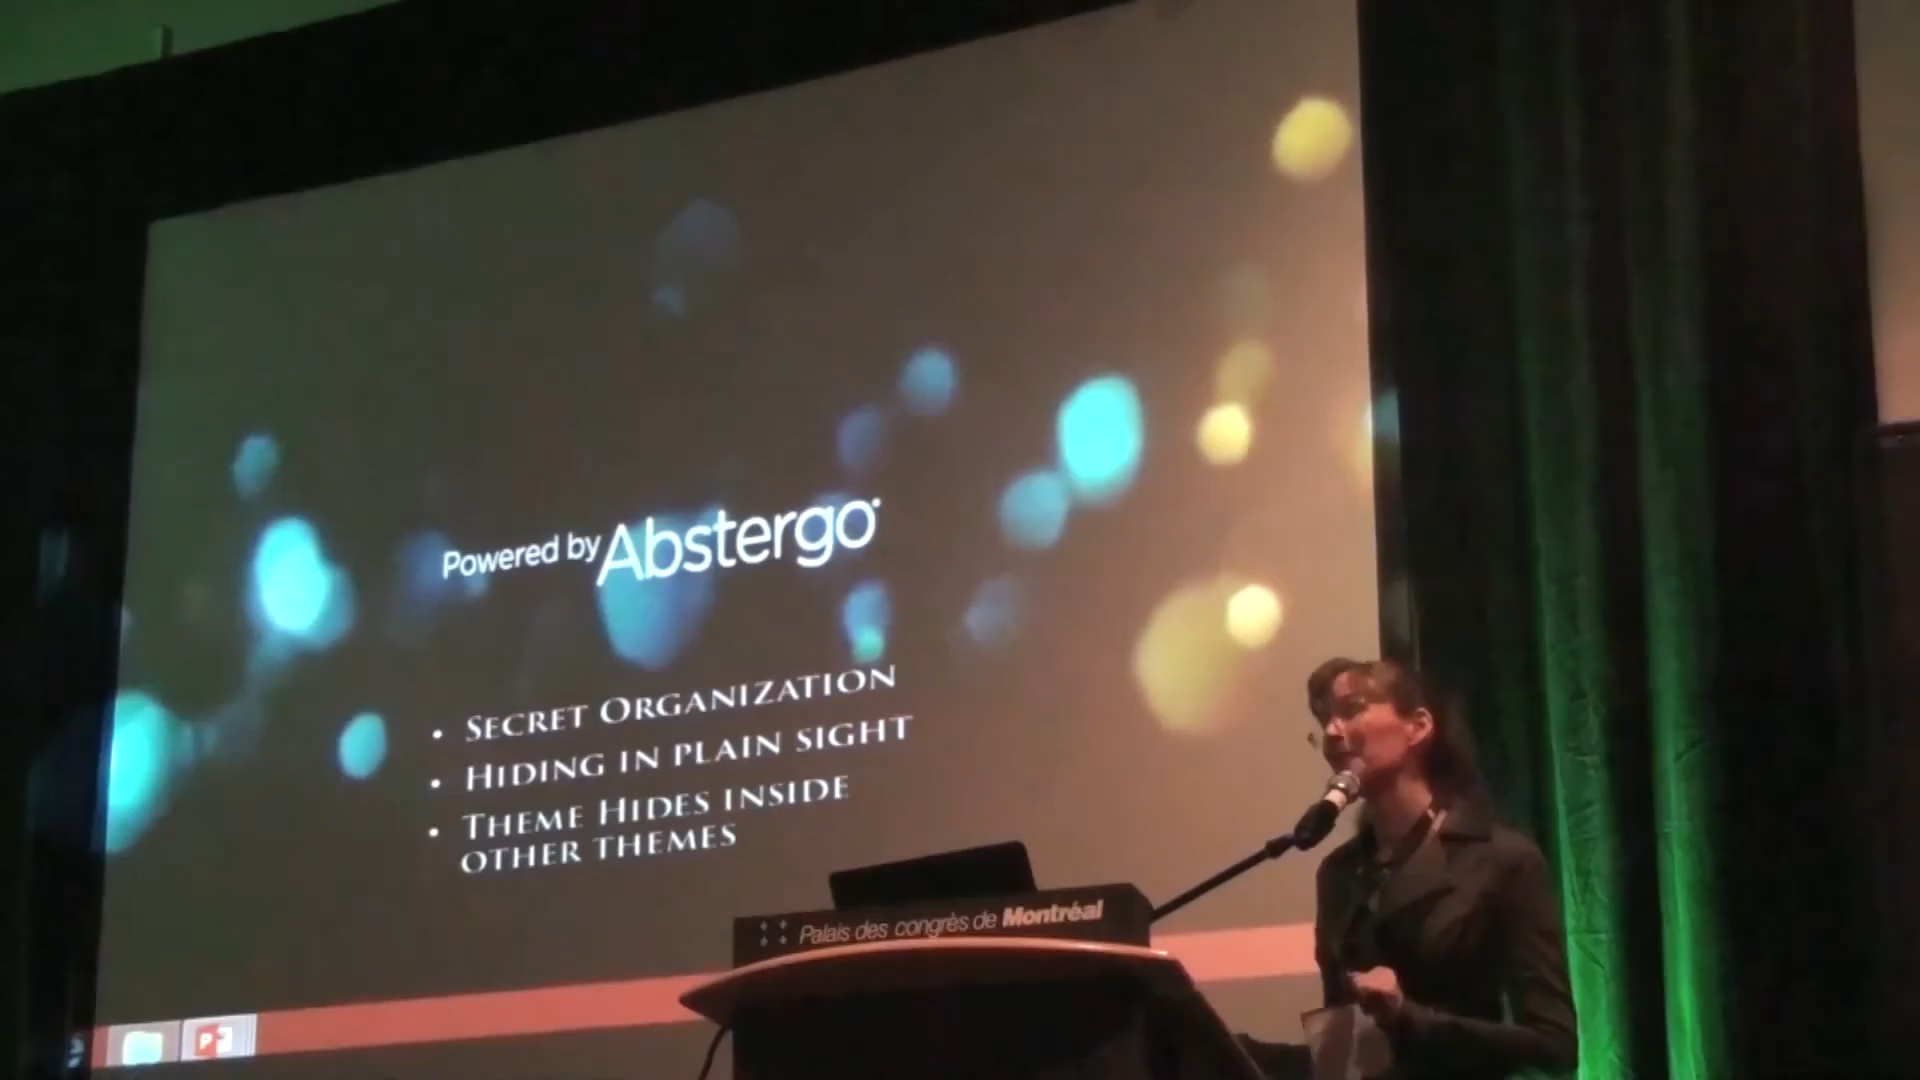 Powered by Abstergo
• Secret Organization
• Hiding in plain sight
• Theme Hides inside
other themes
Palais des congrès de Montréal
P